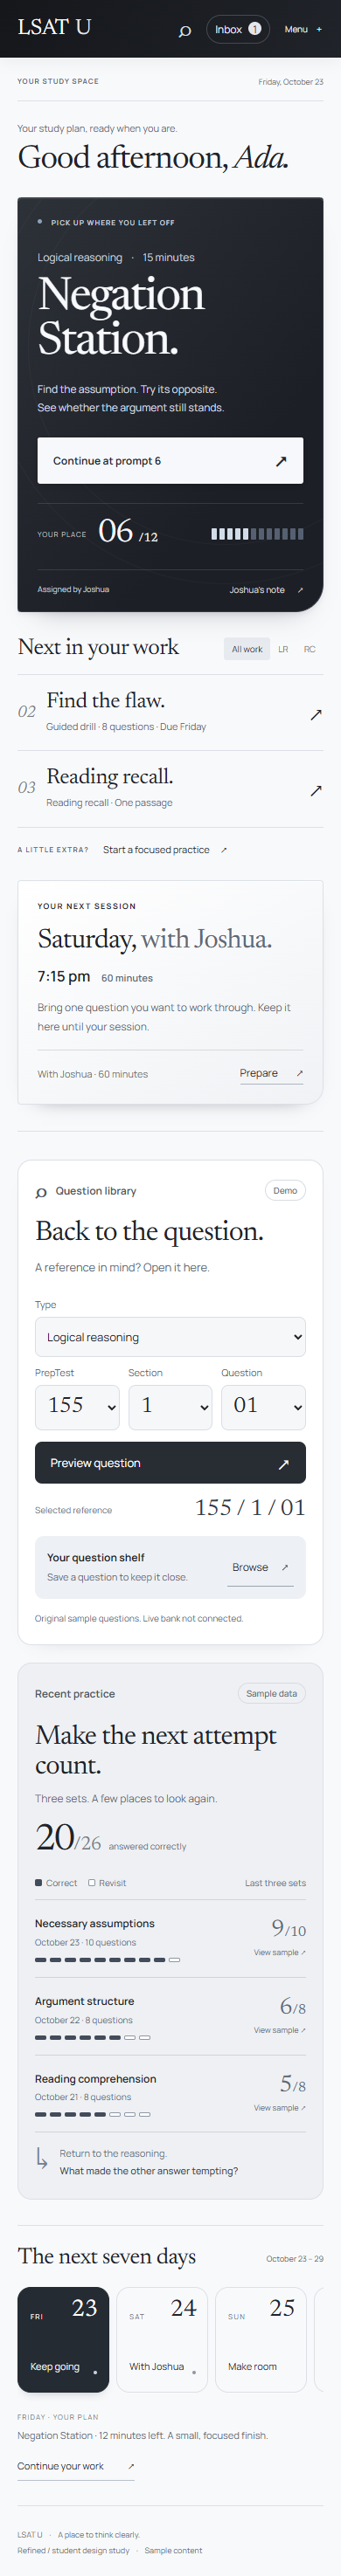 LSAT U
Inbox 1
Menu +
YOUR STUDY SPACE
Friday, October 23
Your study plan, ready when you are.
Good afternoon, Ada.
PICK UP WHERE YOU LEFT OFF
Logical reasoning · 15 minutes
Negation
Station.
Find the assumption. Try its opposite.
See whether the argument still stands.
Continue at prompt 6 ↗
YOUR PLACE 06 /12
Assigned by Joshua
Joshua's note ↗
Next in your work
All work LR RC
02 Find the flaw. ↗
Guided drill · 8 questions · Due Friday
03 Reading recall. ↗
Reading recall · One passage
A LITTLE EXTRA? Start a focused practice ↗
YOUR NEXT SESSION
Saturday, with Joshua.
7:15 pm 60 minutes
Bring one question you want to work through. Keep it
here until your session.
With Joshua · 60 minutes
Prepare ↗
Question library
Demo
Back to the question.
A reference in mind? Open it here.
Type
Logical reasoning
PrepTest Section Question
155 1 01
Preview question ↗
Selected reference 155 / 1 / 01
Your question shelf
Save a question to keep it close.
Browse ↗
Original sample questions. Live bank not connected.
Recent practice
Sample data
Make the next attempt
count.
Three sets. A few places to look again.
20/26 answered correctly
Correct Revisit Last three sets
Necessary assumptions 9/10
October 23 · 10 questions View sample ↗
Argument structure 6/8
October 22 · 8 questions View sample ↗
Reading comprehension 5/8
October 21 · 8 questions View sample ↗
↳ Return to the reasoning.
What made the other answer tempting?
The next seven days
October 23 – 29
FRI 23
Keep going
SAT 24
With Joshua
SUN 25
Make room
FRIDAY · YOUR PLAN
Negation Station · 12 minutes left. A small, focused finish.
Continue your work ↗
LSAT U · A place to think clearly.
Refined / student design study · Sample content